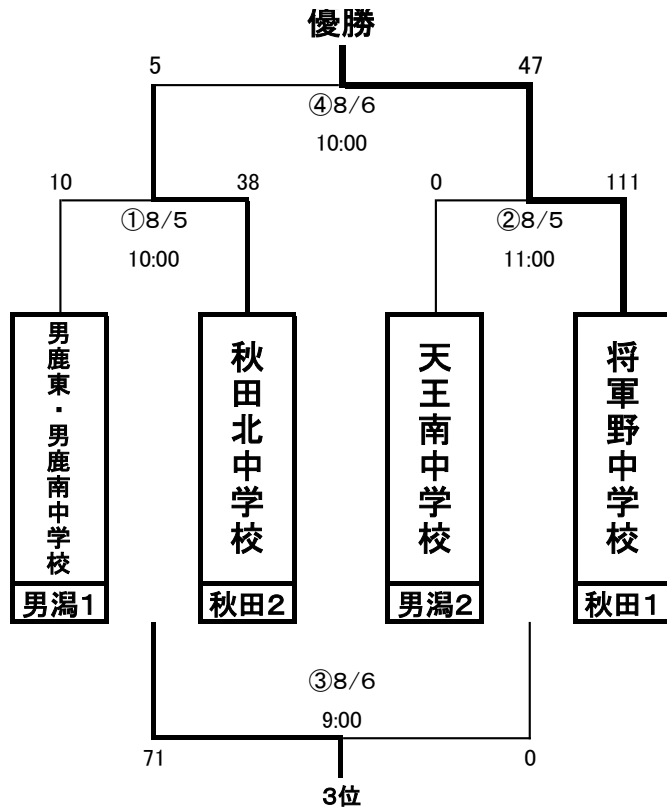 優勝
5
47
④8/6
10:00
10
38
0
111
①8/5
②8/5
10:00
11:00
男鹿東・男鹿南中学校
秋田北中学校
天王南中学校
将軍野中学校
男潟1
秋田2
男潟2
秋田1
③8/6
9:00
71
0
3位